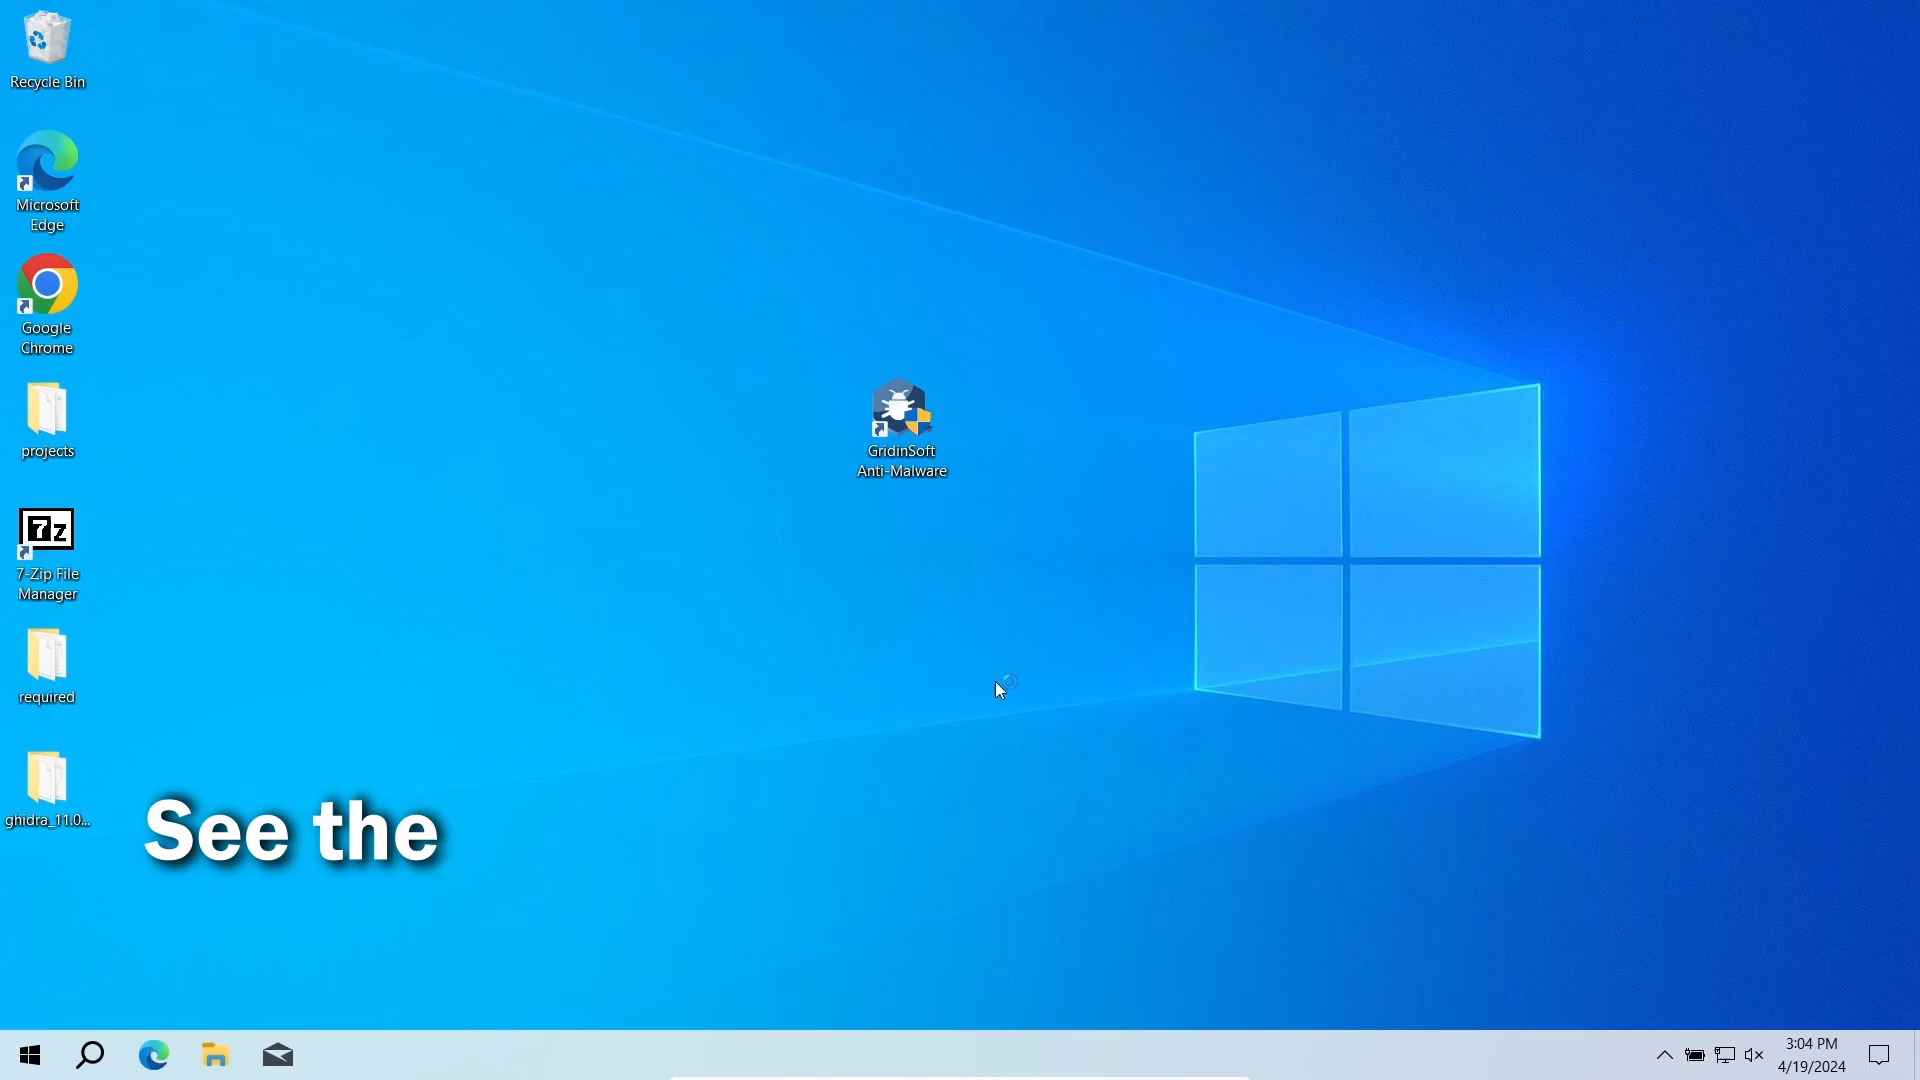 Recycle Bin
Microsoft
Edge
Google
Chrome
projects
7z
7-Zip File
Manager
required
ghidra_11.0...
GridinSoft
Anti-Malware
See the
3:04 PM
4/19/2024